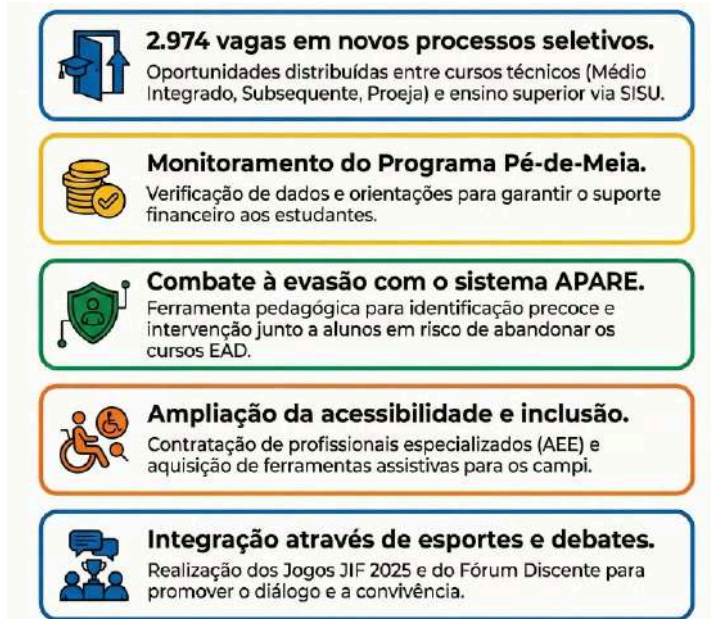 2.974 vagas em novos processos seletivos.
Oportunidades distribuídas entre cursos técnicos (Médio
Integrado, Subsequente, Proeja) e ensino superior via SISU.
Monitoramento do Programa Pé-de-Meia.
Verificação de dados e orientações para garantir o suporte
financeiro aos estudantes.
Combate à evasão com o sistema APARE.
Ferramenta pedagógica para identificação precoce e
intervenção junto a alunos em risco de abandonar os
cursos EAD.
Ampliação da acessibilidade e inclusão.
Contratação de profissionais especializados (AEE) e
aquisição de ferramentas assistivas para os campi.
Integração através de esportes e debates.
Realização dos Jogos JIF 2025 e do Fórum Discente para
promover o diálogo e a convivência.